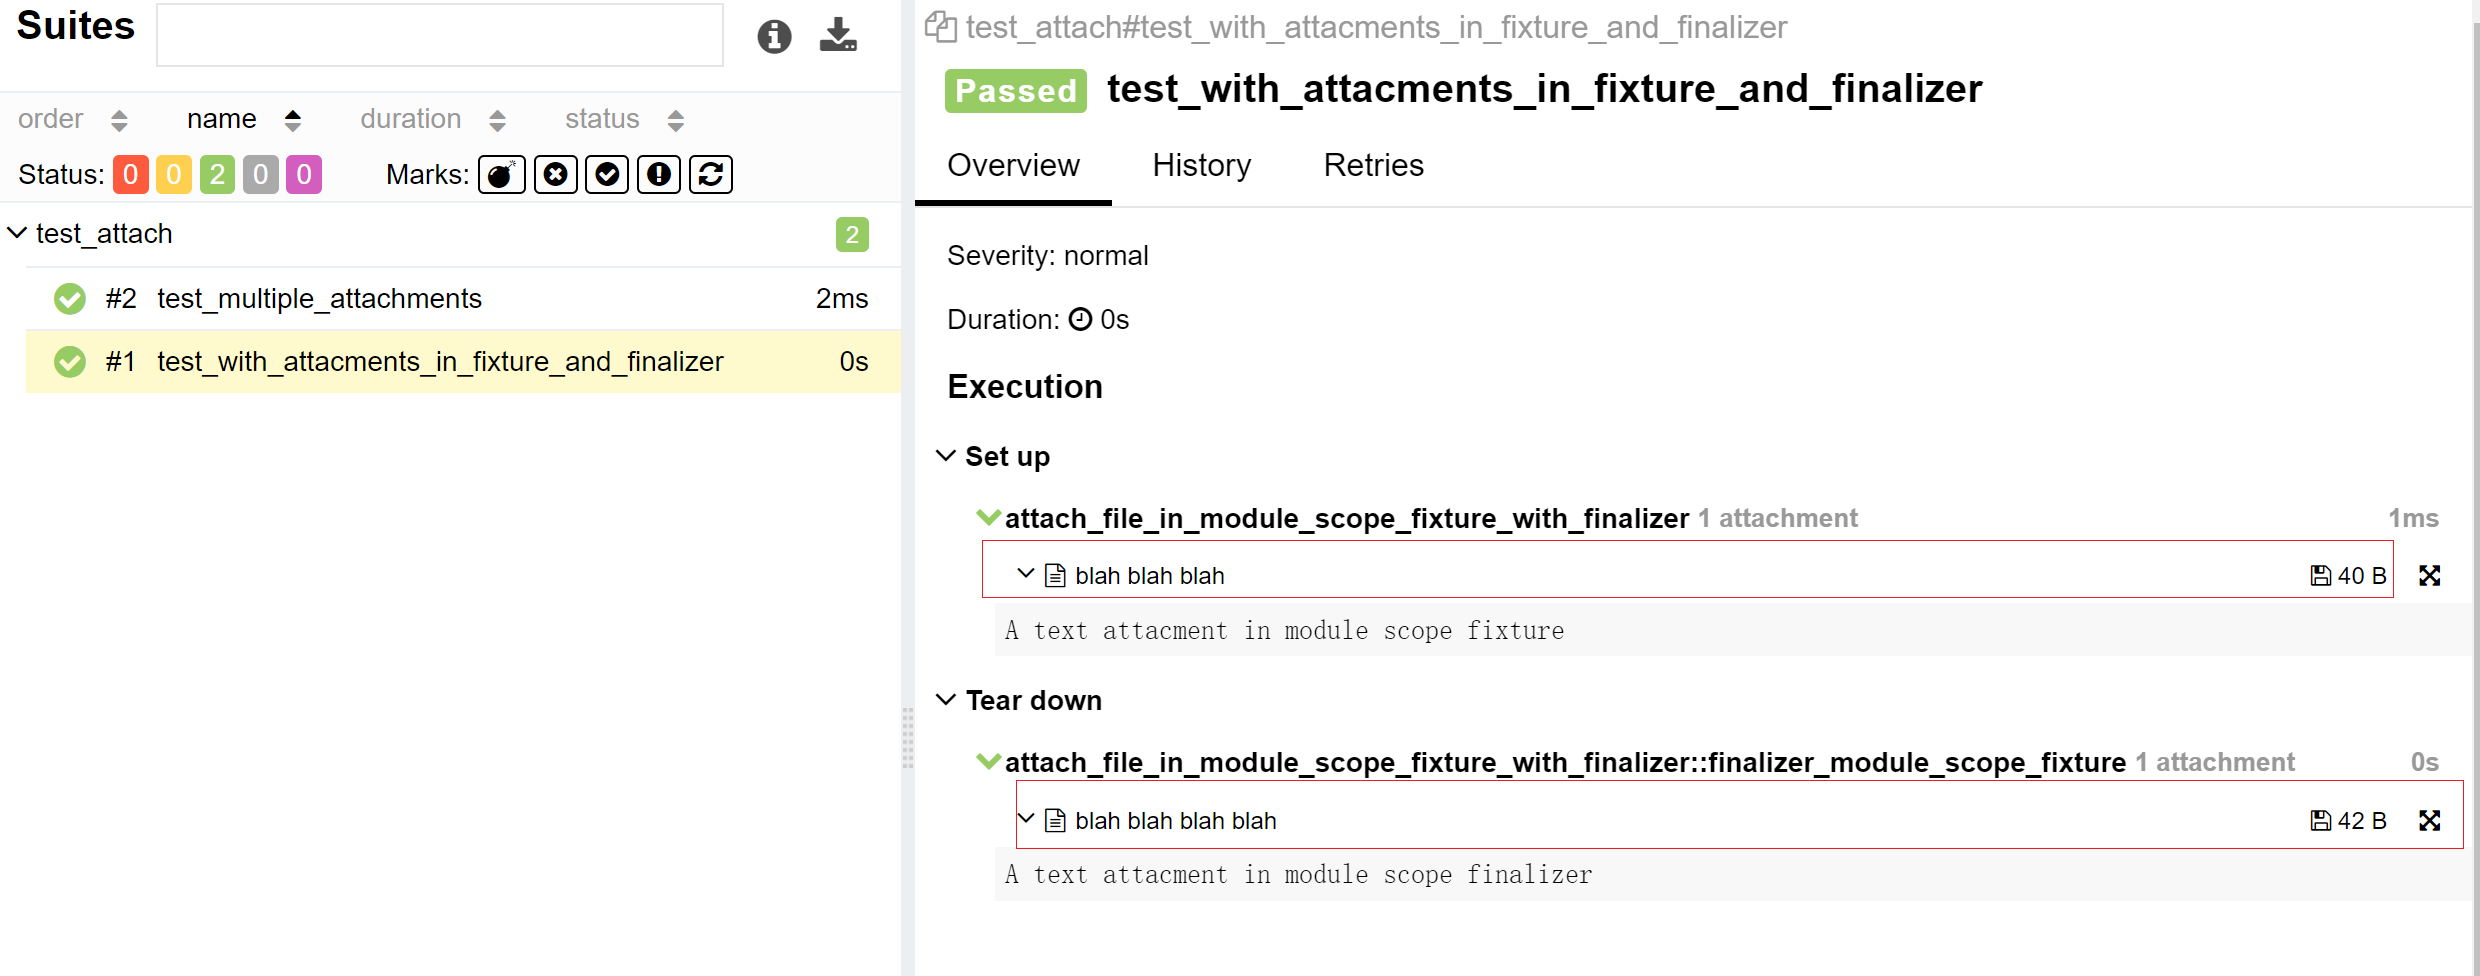 Suites
order name duration status
Status: 0 0 2 0 0 Marks:
test_attach 2
#2 test_multiple_attachments 2ms
#1 test_with_attacments_in_fixture_and_finalizer 0s
test_attach#test_with_attacments_in_fixture_and_finalizer
Passed test_with_attacments_in_fixture_and_finalizer
Overview History Retries
Severity: normal
Duration: 0s
Execution
Set up
attach_file_in_module_scope_fixture_with_finalizer 1 attachment 1ms
blah blah blah 40 B
A text attacment in module scope fixture
Tear down
attach_file_in_module_scope_fixture_with_finalizer::finalizer_module_scope_fixture 1 attachment 0s
blah blah blah blah 42 B
A text attacment in module scope finalizer